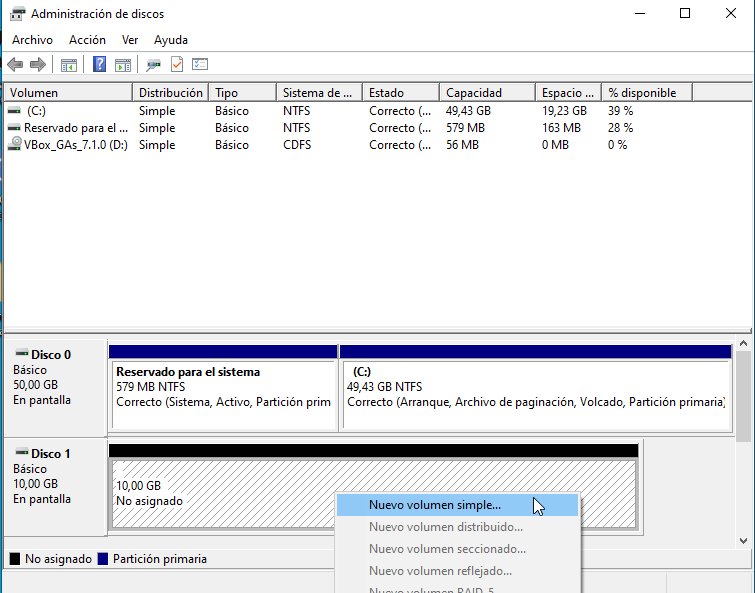 Administración de discos
Archivo Acción Ver Ayuda
Volumen Distribución Tipo Sistema de ... Estado Capacidad Espacio ... % disponible
(C:) Simple Básico NTFS Correcto (... 49,43 GB 19,23 GB 39 %
Reservado para el ... Simple Básico NTFS Correcto (... 579 MB 163 MB 28 %
VBox_GAs_7.1.0 (D:) Simple Básico CDFS Correcto (... 56 MB 0 MB 0 %
Disco 0
Básico
50,00 GB
En pantalla
Reservado para el sistema
579 MB NTFS
Correcto (Sistema, Activo, Partición prim
(C:)
49,43 GB NTFS
Correcto (Arranque, Archivo de paginación, Volcado, Partición primaria)
Disco 1
Básico
10,00 GB
En pantalla
10,00 GB
No asignado
Nuevo volumen simple...
Nuevo volumen distribuido...
Nuevo volumen seccionado...
Nuevo volumen reflejado...
Nuevo volumen RAID-5
No asignado Partición primaria